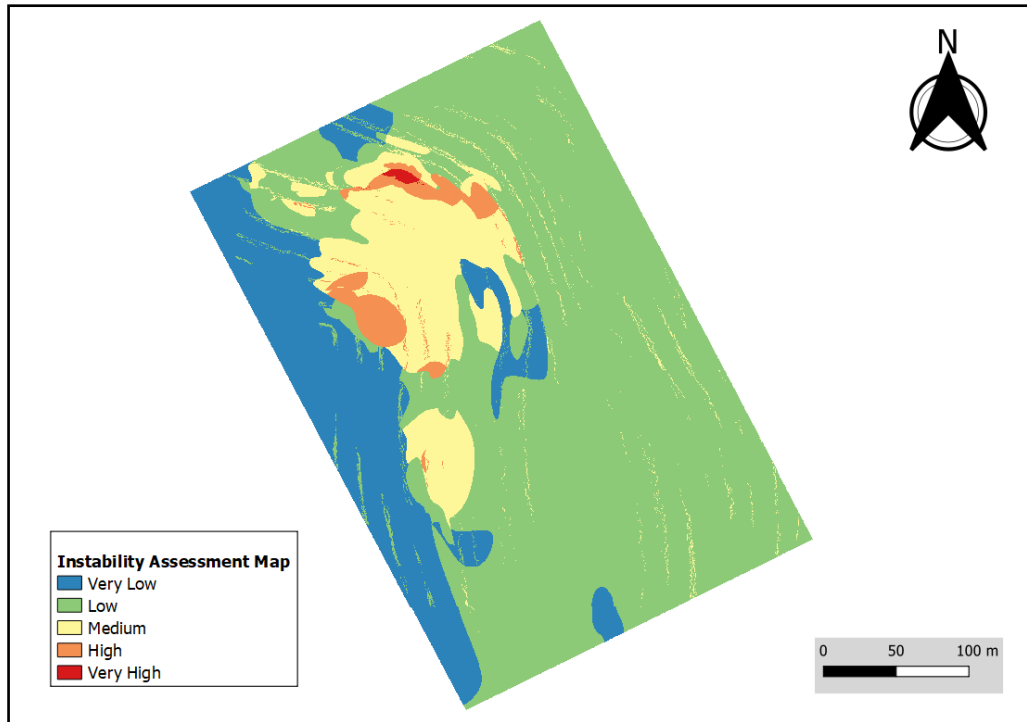 N
Instability Assessment Map
Very Low
Low
Medium
High
Very High
0 50 100 m